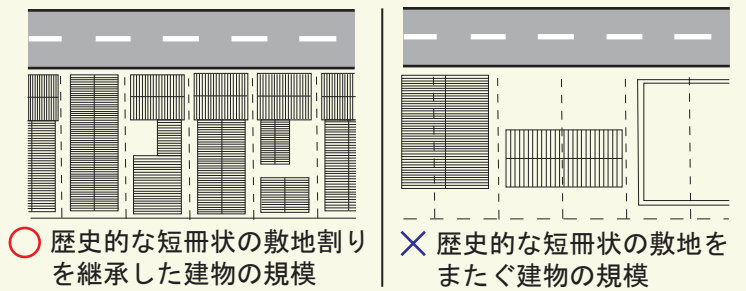 ○ 歴史的な短冊状の敷地割り
を継承した建物の規模
× 歴史的な短冊状の敷地を
またぐ建物の規模